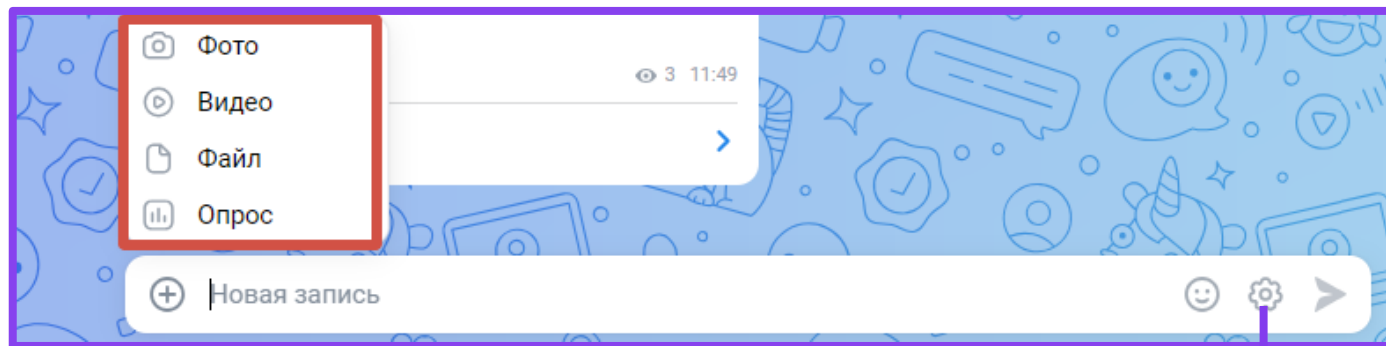 Фото
3 11:49
Видео
Файл
Опрос
Новая запись